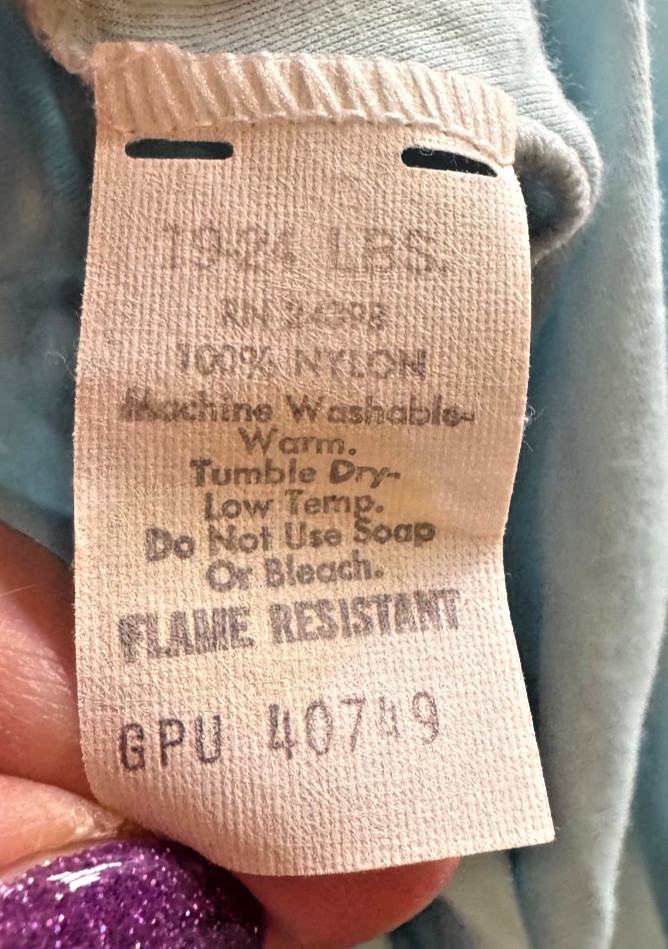 19-24 LBS.
RN
100% NYLON
Machine Washable-
Warm.
Tumble Dry-
Low Temp.
Do Not Use Soap
Or Bleach.
FLAME RESISTANT
GPU 40749